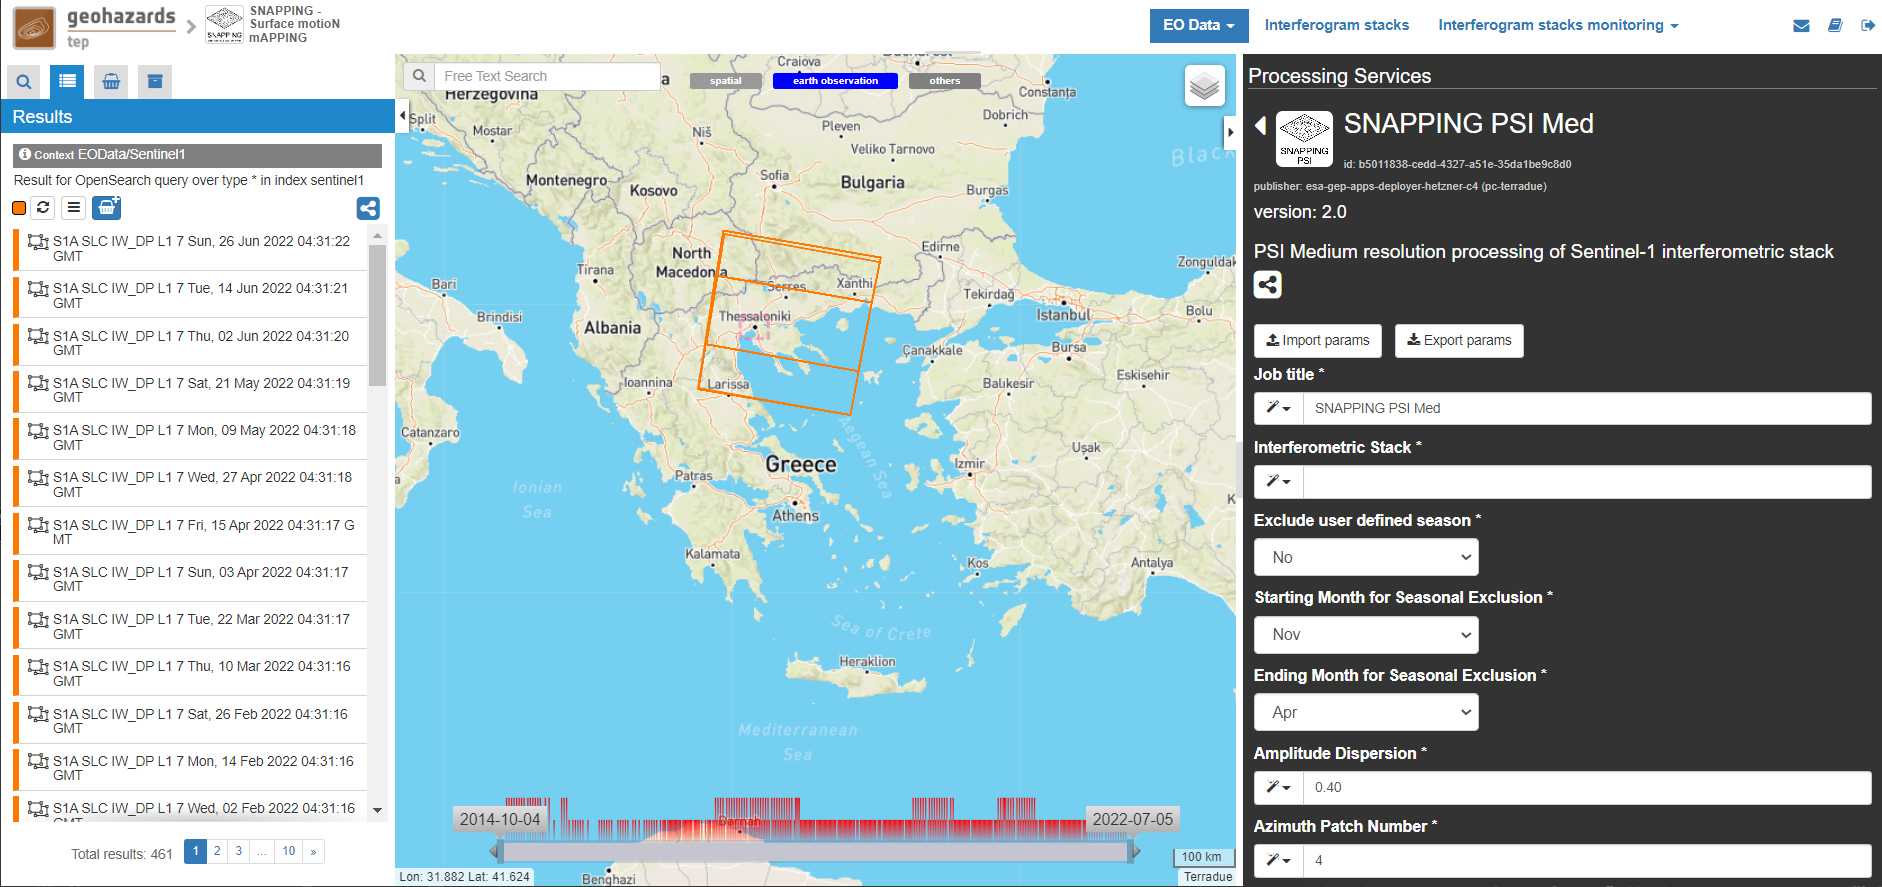 geohazards
tep
SNAPPING
SNAPPING -
Surface motioN
mAPPING
EO Data
Interferogram stacks
Interferogram stacks monitoring
Results
Context EOData/Sentinel1
Result for OpenSearch query over type * in index sentinel1
S1A SLC IW_DP L1 7 Sun, 26 Jun 2022 04:31:22
GMT
S1A SLC IW_DP L1 7 Tue, 14 Jun 2022 04:31:21
GMT
S1A SLC IW_DP L1 7 Thu, 02 Jun 2022 04:31:20
GMT
S1A SLC IW_DP L1 7 Sat, 21 May 2022 04:31:19
GMT
S1A SLC IW_DP L1 7 Mon, 09 May 2022 04:31:18
GMT
S1A SLC IW_DP L1 7 Wed, 27 Apr 2022 04:31:18
GMT
S1A SLC IW_DP L1 7 Fri, 15 Apr 2022 04:31:17 G
MT
S1A SLC IW_DP L1 7 Sun, 03 Apr 2022 04:31:17
GMT
S1A SLC IW_DP L1 7 Tue, 22 Mar 2022 04:31:17
GMT
S1A SLC IW_DP L1 7 Thu, 10 Mar 2022 04:31:16
GMT
S1A SLC IW_DP L1 7 Sat, 26 Feb 2022 04:31:16
GMT
S1A SLC IW_DP L1 7 Mon, 14 Feb 2022 04:31:16
GMT
S1A SLC IW_DP L1 7 Wed, 02 Feb 2022 04:31:16
GMT
Total results: 461
1 2 3 ... 10 »
Free Text Search
spatial
earth observation
others
Craiova
Herzegovina
Constanța
Split
Mostar
Niš
Pleven
Dobrich
Veliko Tarnovo
Black
Montenegro
Kosovo
Sofia
Bulgaria
Burgas
North
Macedonia
Edirne
Zonguldak
Tirana
Bari
Serres
Xanthi
Tekirdağ
Istanbul
Bolu
Brindisi
Albania
Thessaloniki
Çanakkale
Bursa
Ioannina
Larissa
Balıkesir
Eskisehir
Catanzaro
Aegean Sea
Uşak
Greece
Izmir
Patras
Ionian
Sea
Athens
Kalamata
Kos
Antalya
Sea of Crete
Heraklion
Mediterranean
Sea
2014-10-04
Darnah
2022-07-05
100 km
Lon: 31.882 Lat: 41.624
Benghazi
Terradue
Processing Services
SNAPPING
PSI
SNAPPING PSI Med
id: b5011838-cedd-4327-a51e-35da1be9c8d0
publisher: esa-gep-apps-deployer-hetzner-c4 (pc-terradue)
version: 2.0
PSI Medium resolution processing of Sentinel-1 interferometric stack
Import params
Export params
Job title *
SNAPPING PSI Med
Interferometric Stack *
Exclude user defined season *
No
Starting Month for Seasonal Exclusion *
Nov
Ending Month for Seasonal Exclusion *
Apr
Amplitude Dispersion *
0.40
Azimuth Patch Number *
4